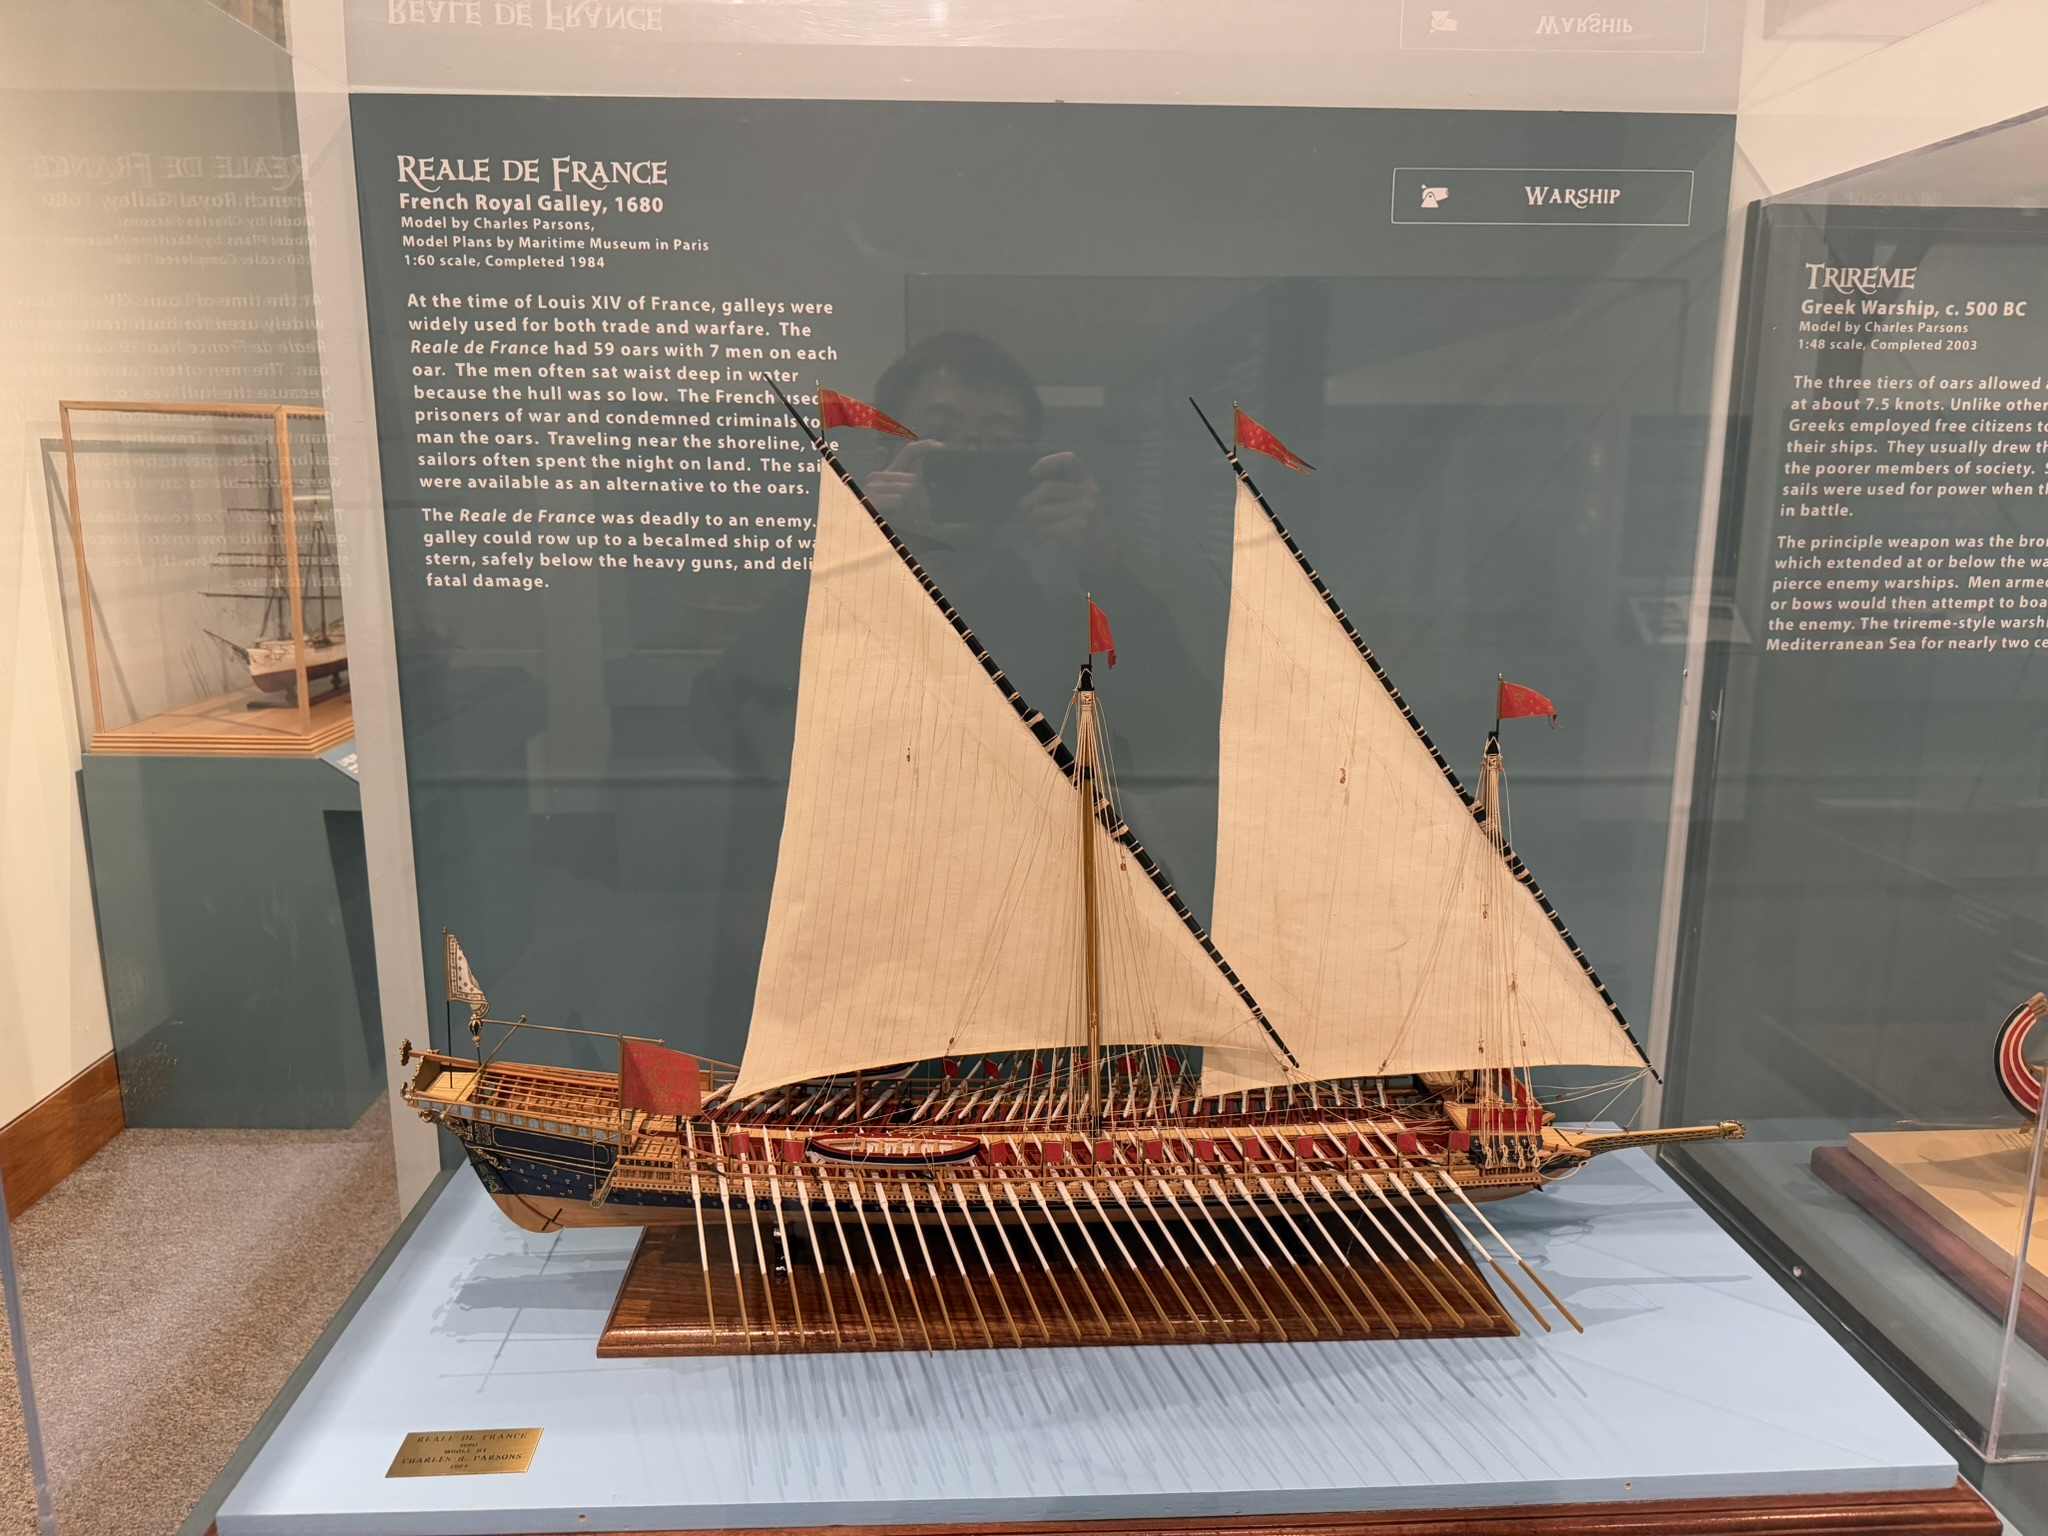 REALE DE FRANCE
French Royal Galley, 1680
Model by Charles Parsons,
Model Plans by Maritime Museum in Paris
1:60 scale, Completed 1984
At the time of Louis XIV of France, galleys were
widely used for both trade and warfare. The
Reale de France had 59 oars with 7 men on each
oar. The men often sat waist deep in water
because the hull was so low. The French used
prisoners of war and condemned criminals to
man the oars. Traveling near the shoreline, the
sailors often spent the night on land. The
were available as an alternative to the oars.
The Reale de France was deadly to an enemy.
galley could row up to a becalmed ship of
stern, safely below the heavy guns, and
fatal damage.
WARSHIP
TRIREME
Greek Warship, c. 500 BC
Model by Charles Parsons
1:48 scale, Completed 2003
The three tiers of oars allowed
at about 7.5 knots. Unlike other
Greeks employed free citizens
their ships. They usually drew
the poorer members of society.
sails were used for power when
in battle.
The principle weapon was the
which extended at or below the
pierce enemy warships. Men
or bows would then attempt to
the enemy. The trireme-style
Mediterranean Sea for nearly two
REALE DE FRANCE
1680
MODEL BY
CHARLES H. PARSONS
1984